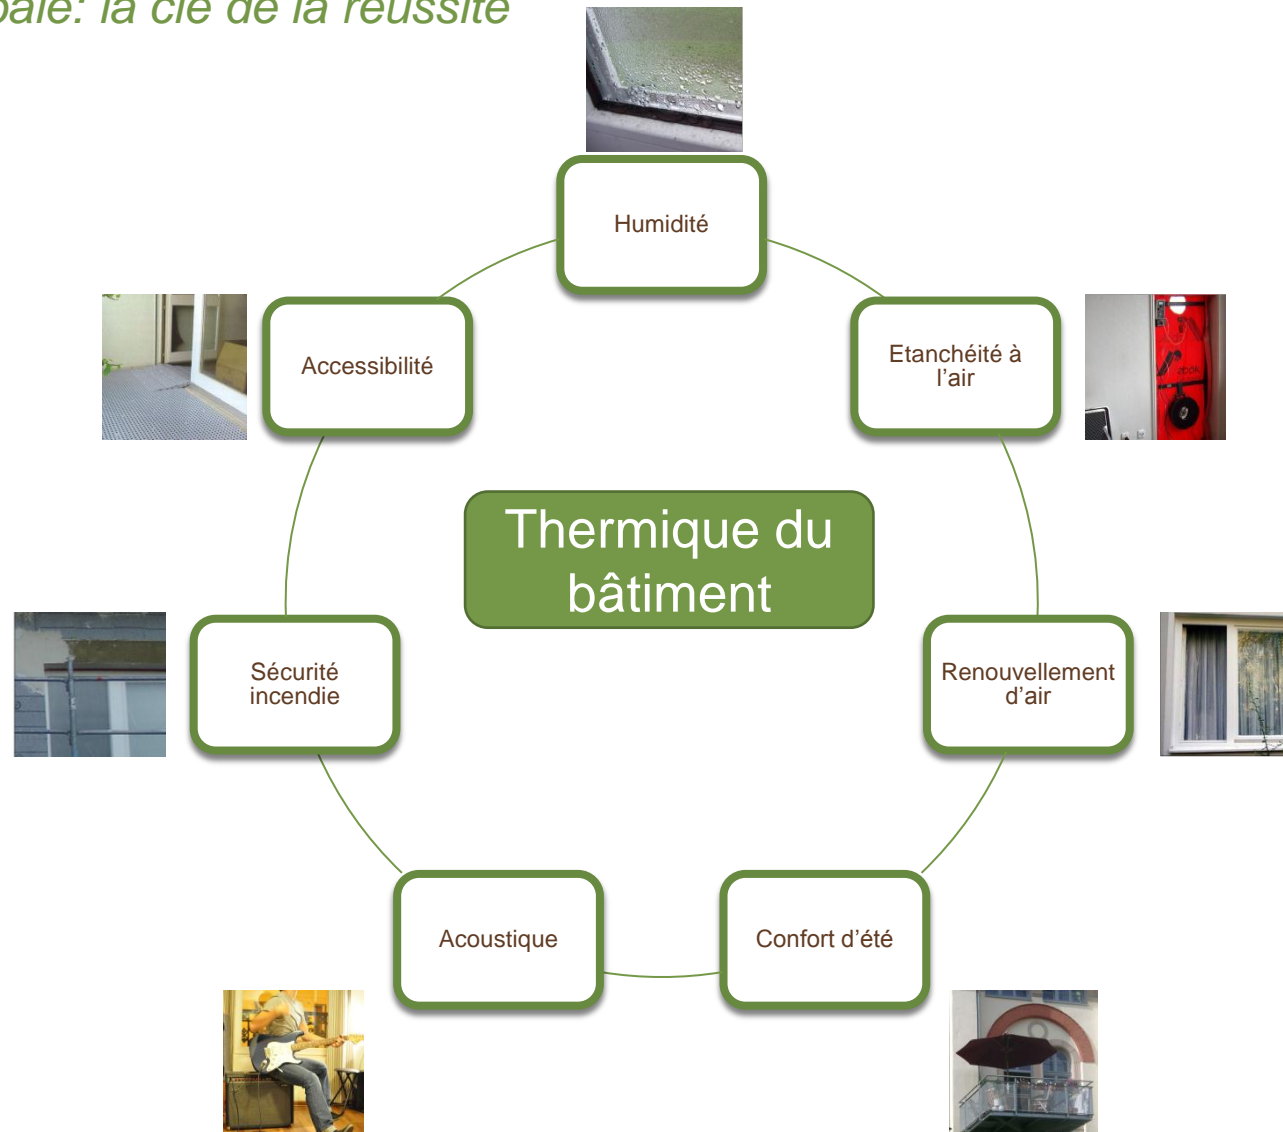 bale: la clé de la réussite
Humidité
Accessibilité
Etanchéité à
l’air
Thermique du
bâtiment
Sécurité
incendie
Renouvellement
d’air
Acoustique
Confort d’été